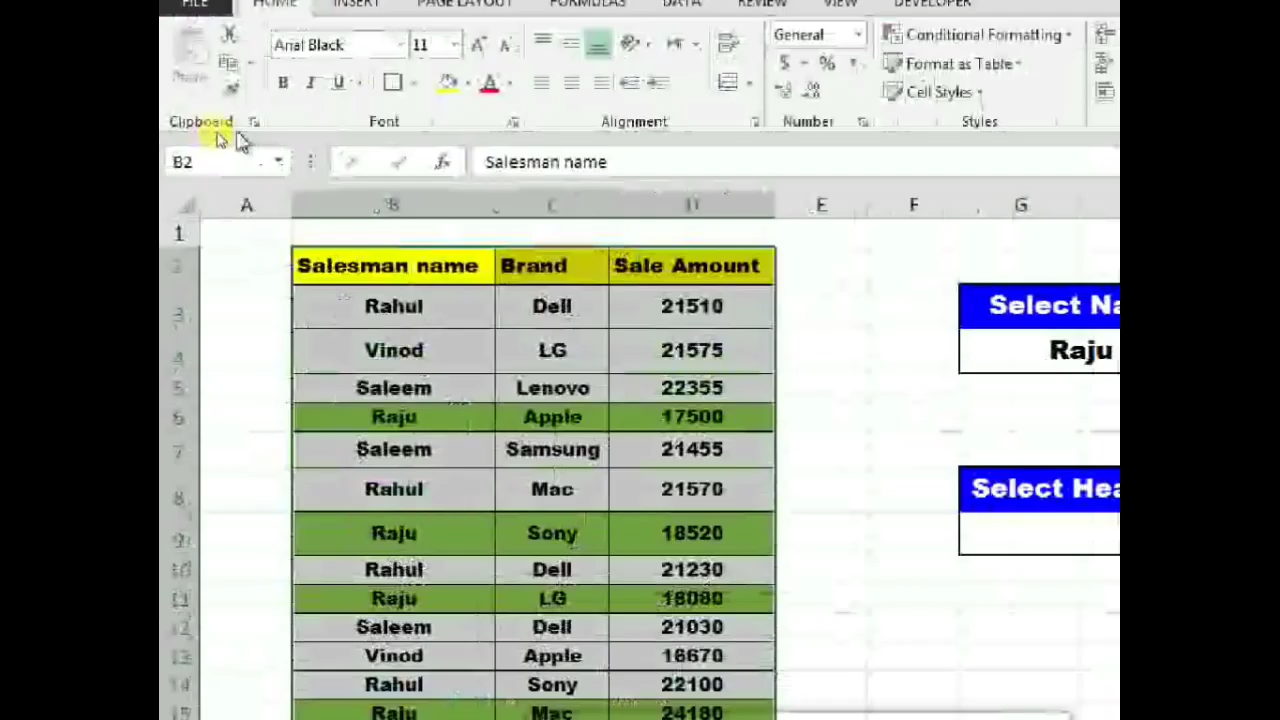 FILE HOME INSERT PAGE LAYOUT FORMULAS DATA REVIEW VIEW DEVELOPER
Arial Black 11 General Conditional Formatting
Paste B I U A $ % Format as Table
Cell Styles
Clipboard Font Alignment Number Styles
B2 fx Salesman name
A B C D E F G
1
2 Salesman name Brand Sale Amount
3 Rahul Dell 21510 Select Na
4 Vinod LG 21575 Raju
5 Saleem Lenovo 22355
6 Raju Apple 17500
7 Saleem Samsung 21455
8 Rahul Mac 21570 Select Hea
9 Raju Sony 18520
10 Rahul Dell 21230
11 Raju LG 18080
12 Saleem Dell 21030
13 Vinod Apple 16670
14 Rahul Sony 22100
15 Raju Mac 24180